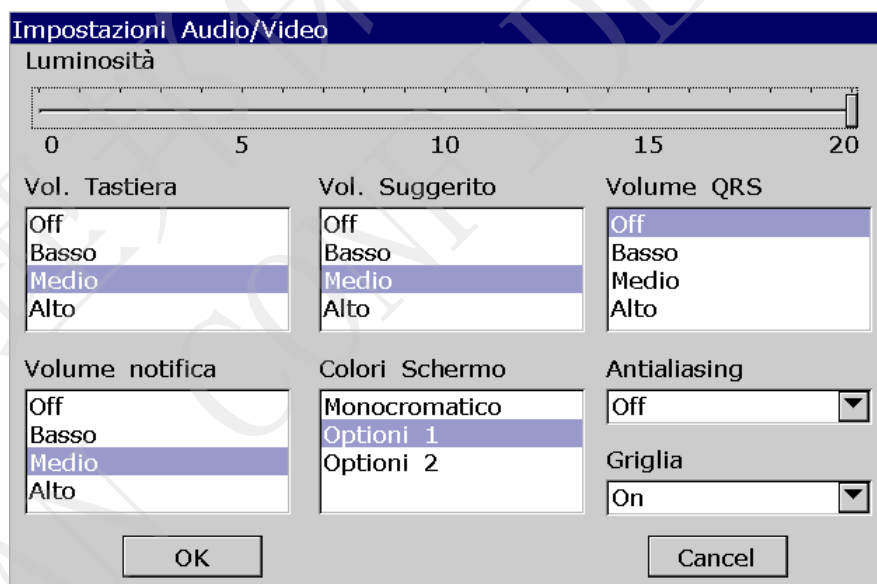 Impostazioni Audio/Video
Luminosità
0 5 10 15 20
Vol. Tastiera
Off
Basso
Medio
Alto
Vol. Suggerito
Off
Basso
Medio
Alto
Volume QRS
Off
Basso
Medio
Alto
Volume notifica
Off
Basso
Medio
Alto
Colori Schermo
Monocromatico
Optioni 1
Optioni 2
Antialiasing
Off
Griglia
On
OK
Cancel